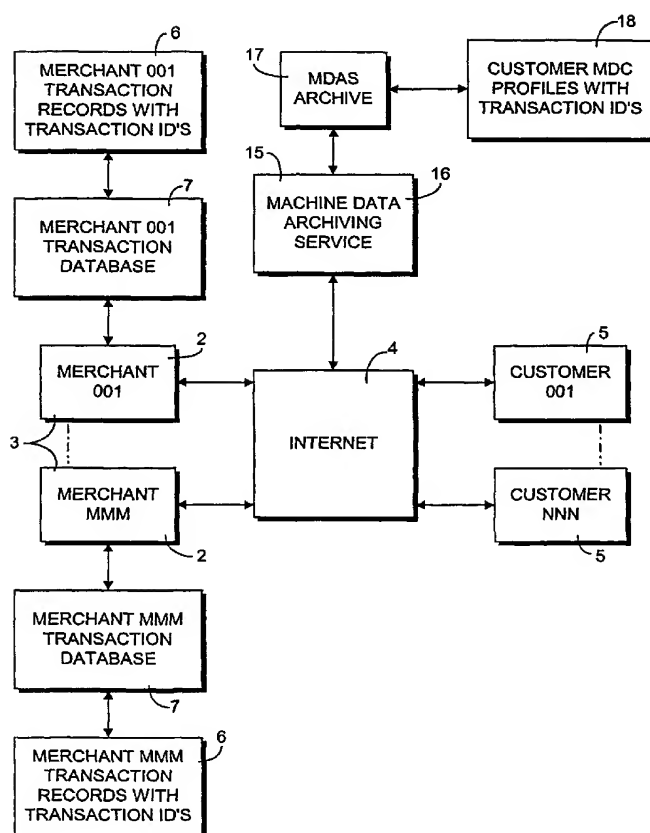 6
MERCHANT 001
TRANSACTION
RECORDS WITH
TRANSACTION ID'S
7
MERCHANT 001
TRANSACTION
DATABASE
2
MERCHANT
001
3
MERCHANT
MMM
2
MERCHANT MMM
TRANSACTION
DATABASE
7
6
MERCHANT MMM
TRANSACTION
RECORDS WITH
TRANSACTION ID'S
17
MDAS
ARCHIVE
18
CUSTOMER MDC
PROFILES WITH
TRANSACTION ID'S
15
16
MACHINE DATA
ARCHIVING
SERVICE
4
INTERNET
5
CUSTOMER
001
CUSTOMER
NNN
5